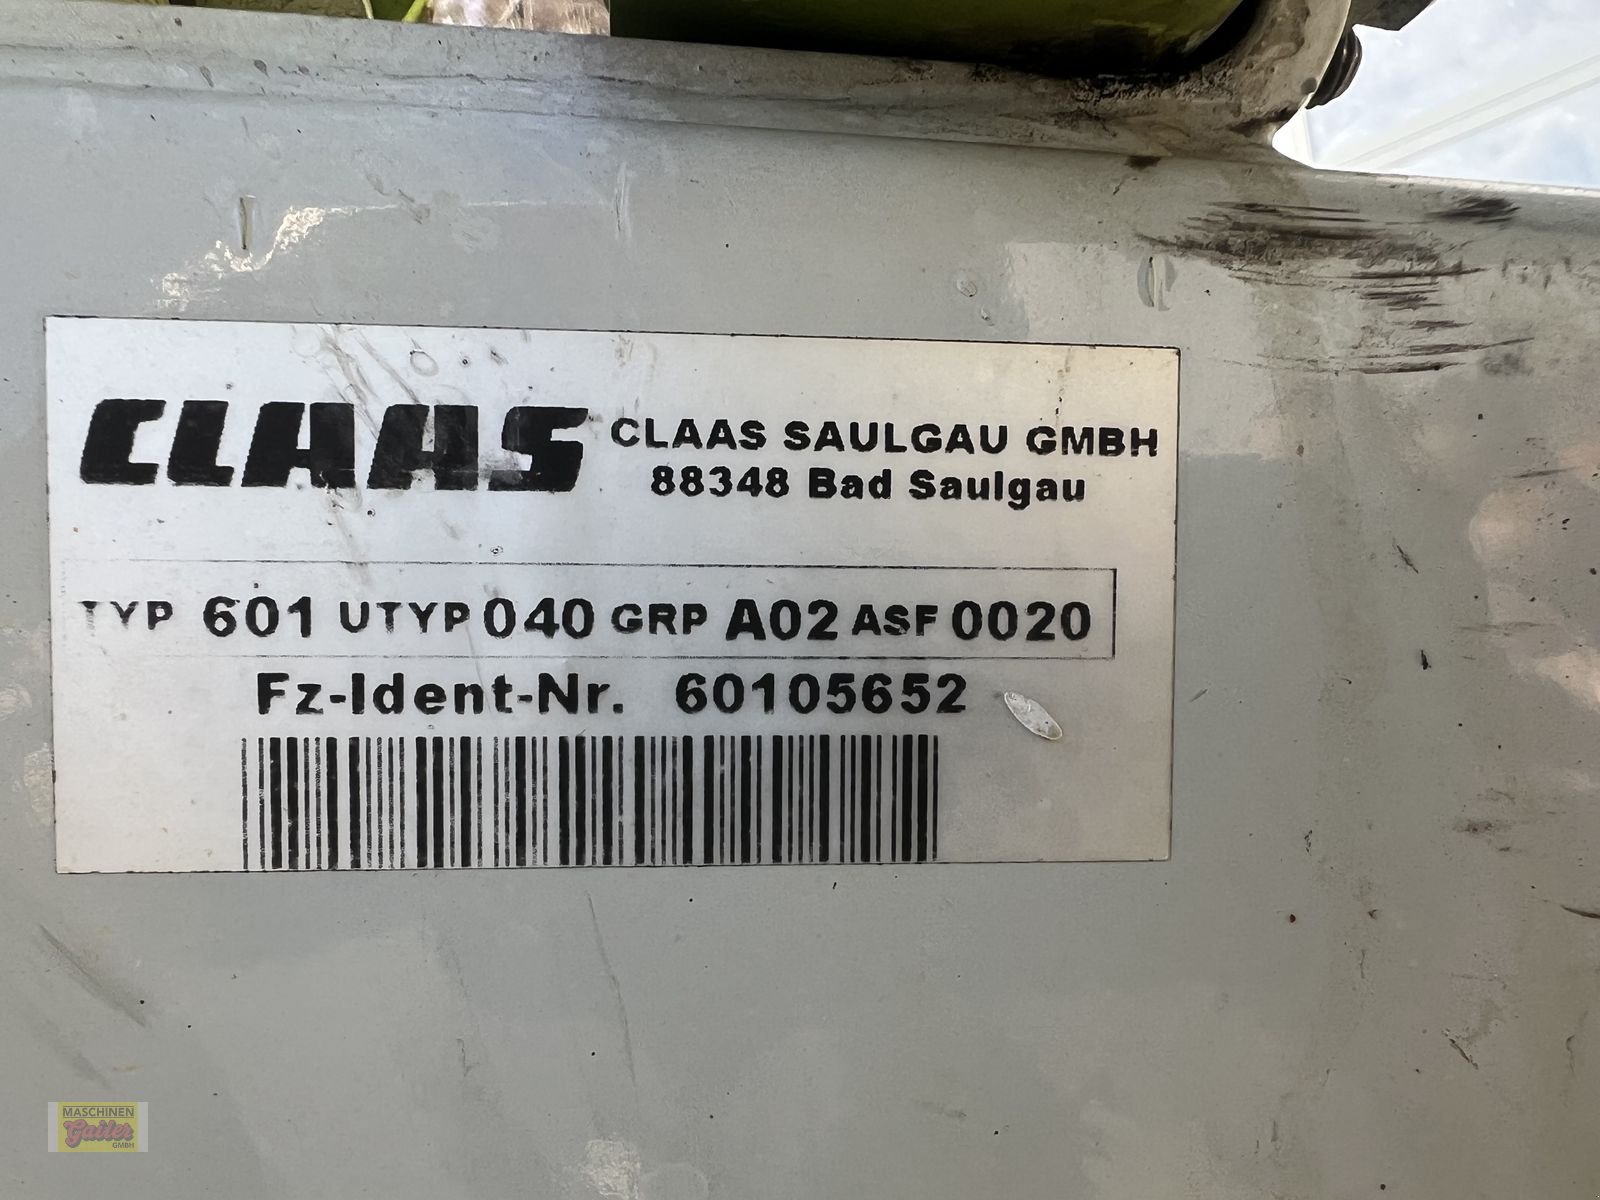 CLAAS CLAAS SAULGAU GMBH
88348 Bad Saulgau
TYP 601 UTYP 040 GRP A02 ASF 0020
Fz-Ident-Nr. 60105652
MASCHINEN
Gailer
GMBH